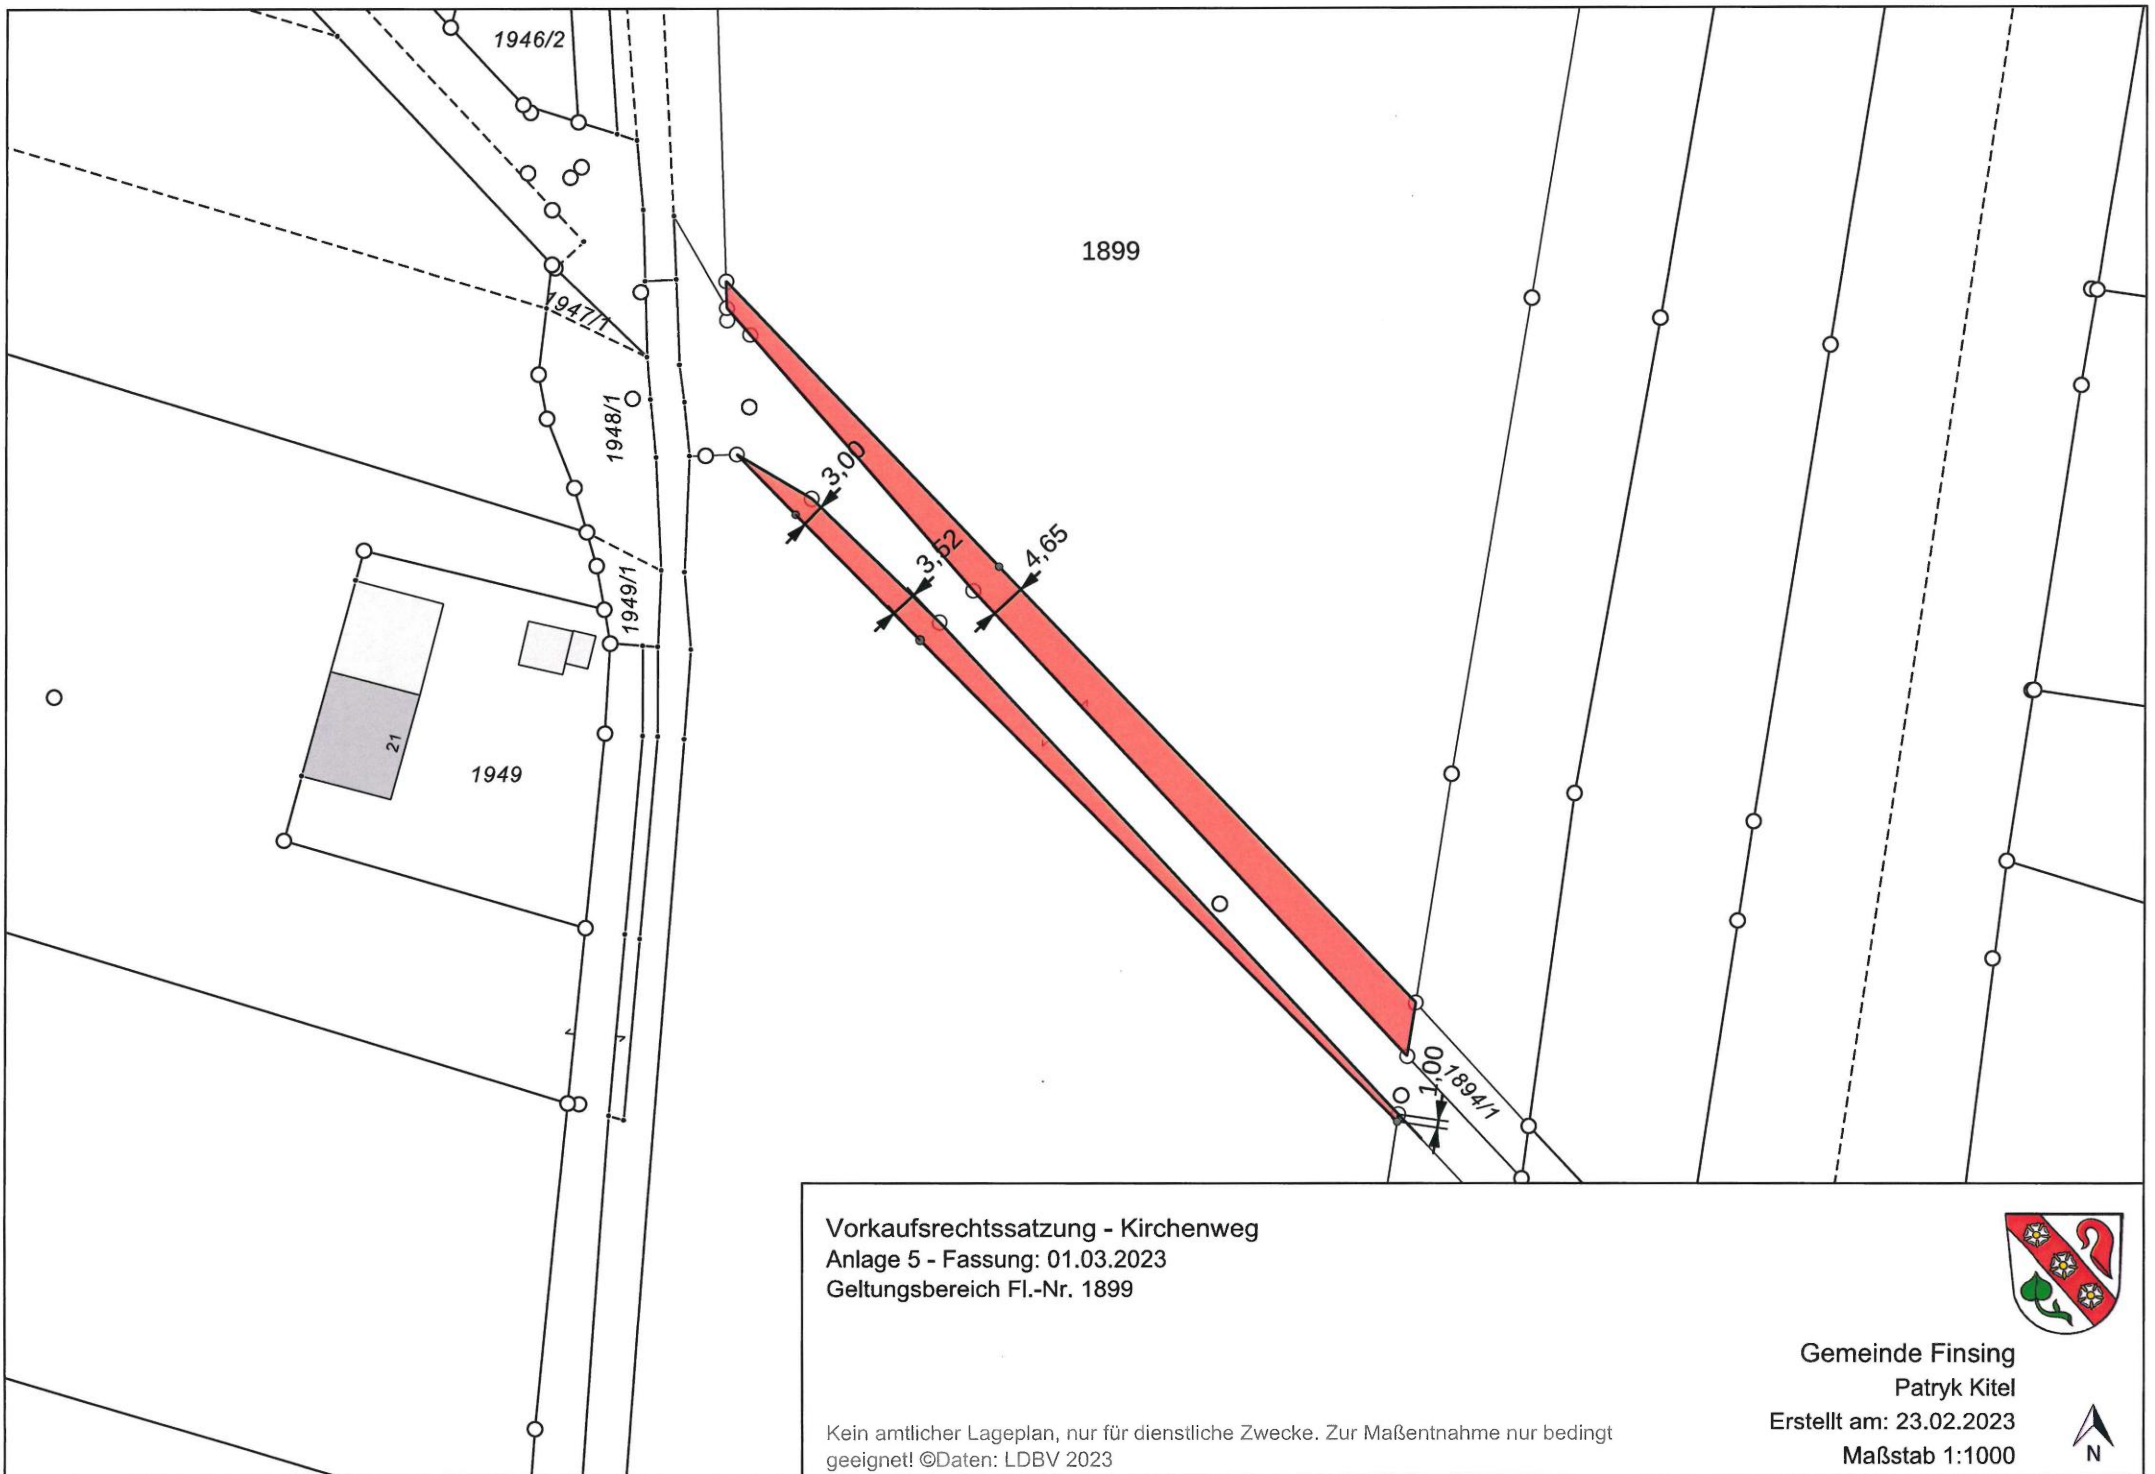 1946/2
1899
1947/1
1948/1
3,00
3,52
4,65
1949/1
21
1949
1,00
1894/1
Vorkaufsrechtssatzung - Kirchenweg
Anlage 5 - Fassung: 01.03.2023
Geltungsbereich Fl.-Nr. 1899
Gemeinde Finsing
Patryk Kitel
Erstellt am: 23.02.2023
Maßstab 1:1000
N
Kein amtlicher Lageplan, nur für dienstliche Zwecke. Zur Maßentnahme nur bedingt
geeignet! ©Daten: LDBV 2023